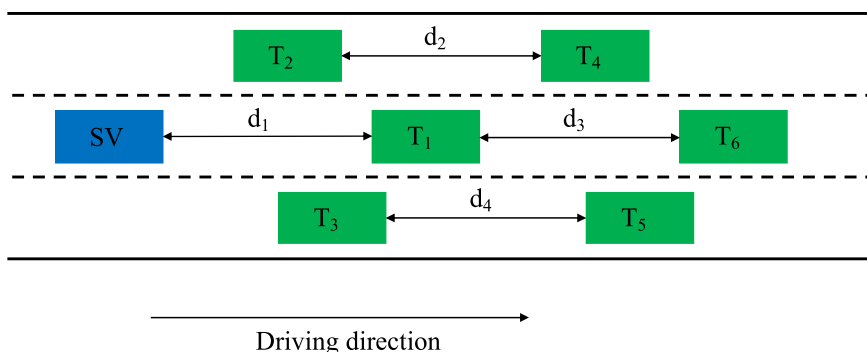 T₂ d₂ T₄
SV d₁ T₁ d₃ T₆
T₃ d₄ T₅
Driving direction